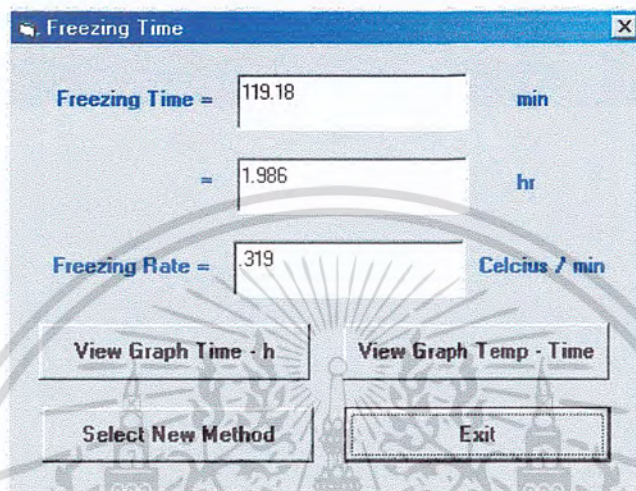 Freezing Time
Freezing Time = 119.18 min
= 1.986 hr
Freezing Rate = .319 Celcius / min
View Graph Time - h View Graph Temp - Time
Select New Method Exit